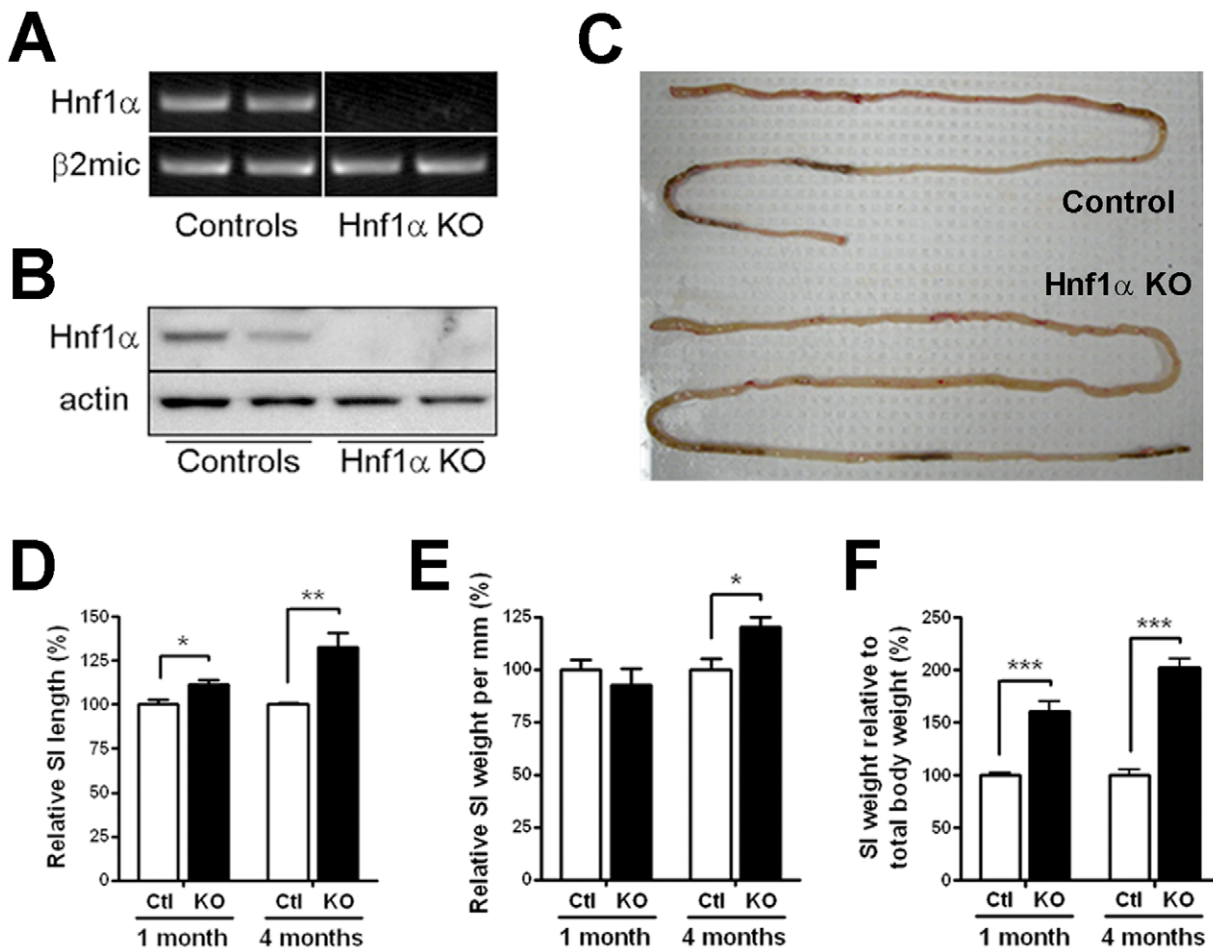 A
Hnf1α
β2mic
Controls Hnf1α KO
B
Hnf1α
actin
Controls Hnf1α KO
C
Control
Hnf1α KO
D
Relative SI length (%)
150
125
100
75
50
25
0
*
**
Ctl KO Ctl KO
1 month 4 months
E
Relative SI weight per mm (%)
125
100
75
50
25
0
*
Ctl KO Ctl KO
1 month 4 months
F
SI weight relative to
total body weight (%)
250
200
150
100
50
0
***
***
Ctl KO Ctl KO
1 month 4 months